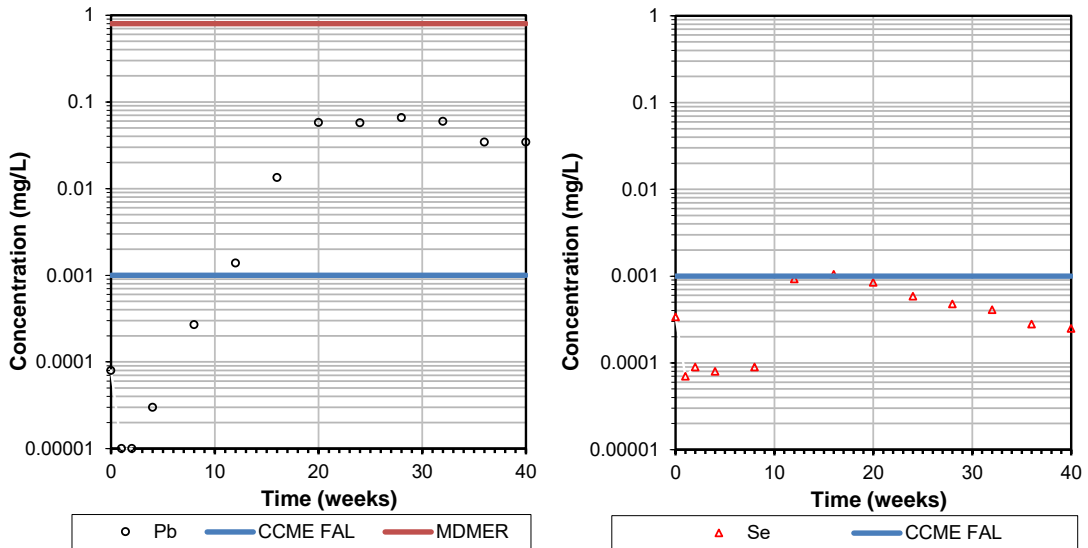 1
0.1
0.01
0.001
0.0001
0.00001
Concentration (mg/L)
0 10 20 30 40
Time (weeks)
Pb CCME FAL MDMER
1
0.1
0.01
0.001
0.0001
0.00001
Concentration (mg/L)
0 10 20 30 40
Time (weeks)
Se CCME FAL